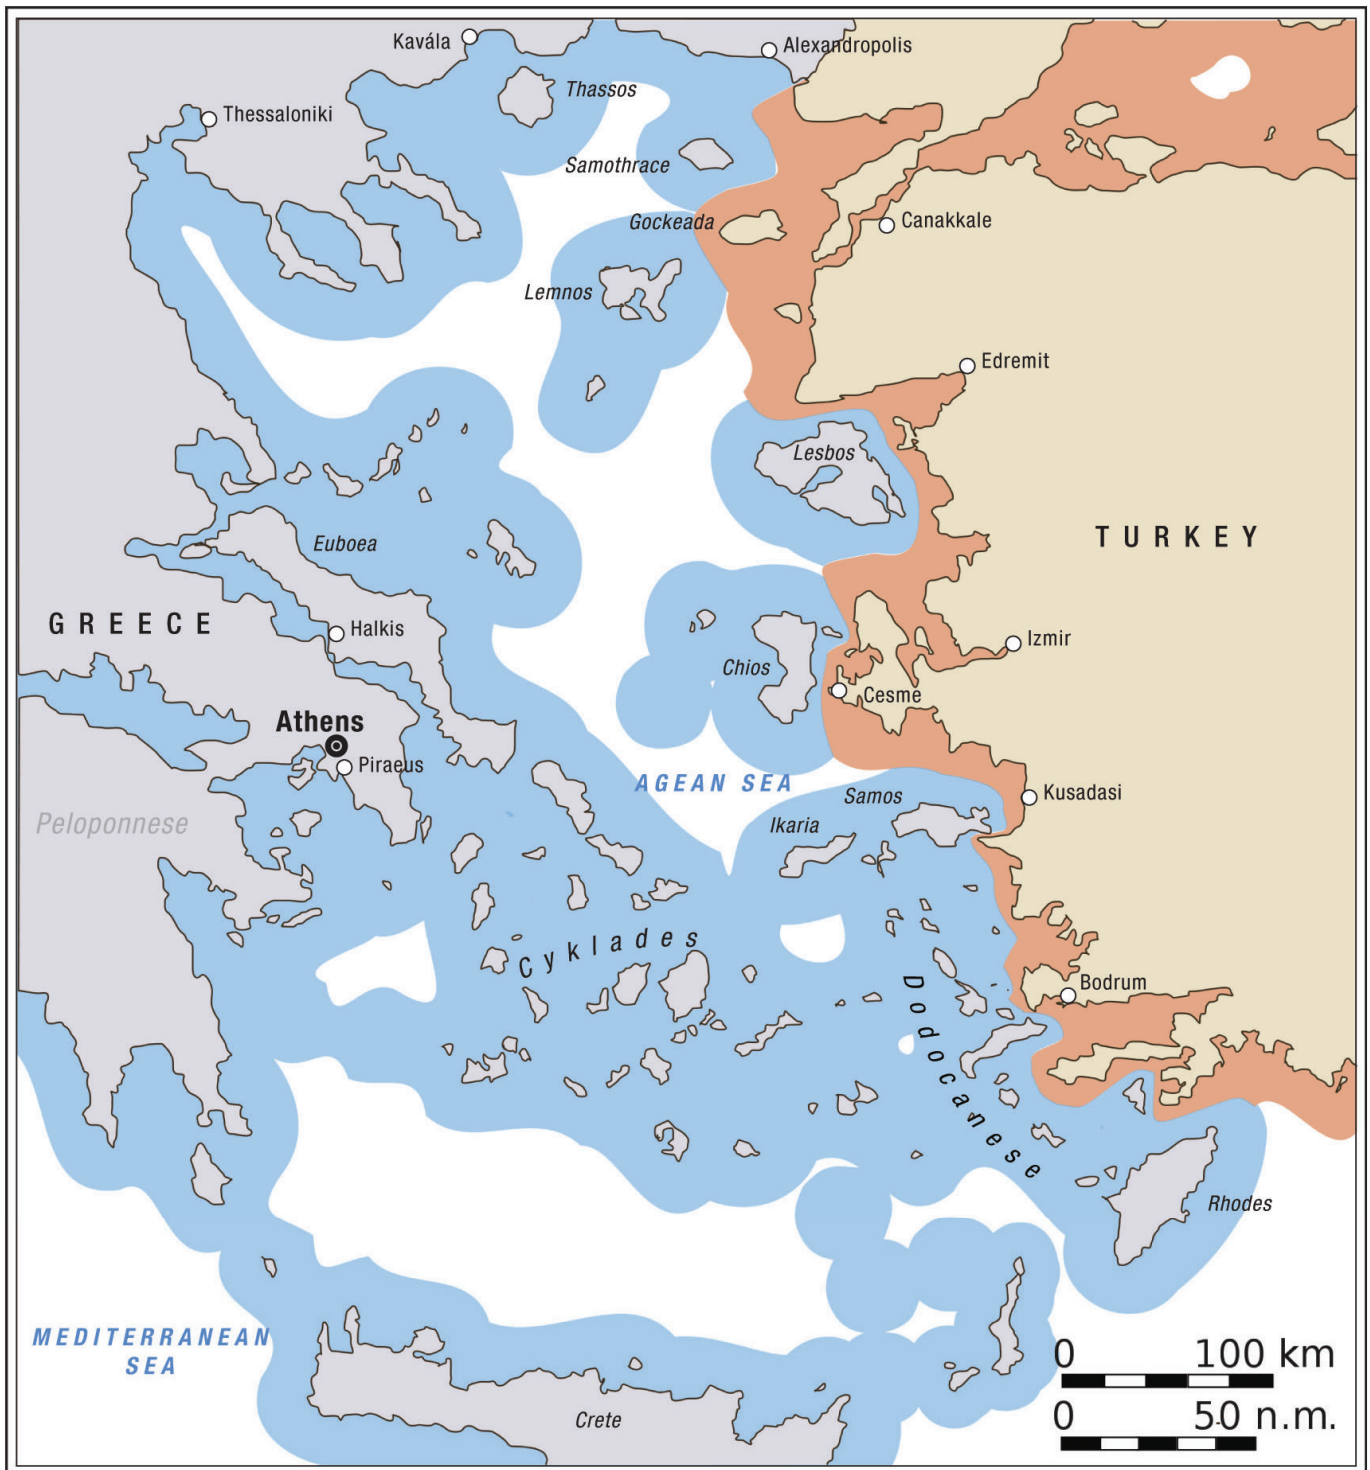 Kavála
Alexandropolis
Thassos
Thessaloniki
Samothrace
Gockeada
Canakkale
Lemnos
Edremit
Lesbos
TURKEY
Euboea
GREECE
Halkis
Izmir
Chios
Cesme
Athens
Piraeus
AGEAN SEA
Kusadasi
Samos
Ikaria
Peloponnese
Cyklades
Bodrum
Dodocanese
Rhodes
MEDITERRANEAN
SEA
0 100 km
0 50 n.m.
Crete